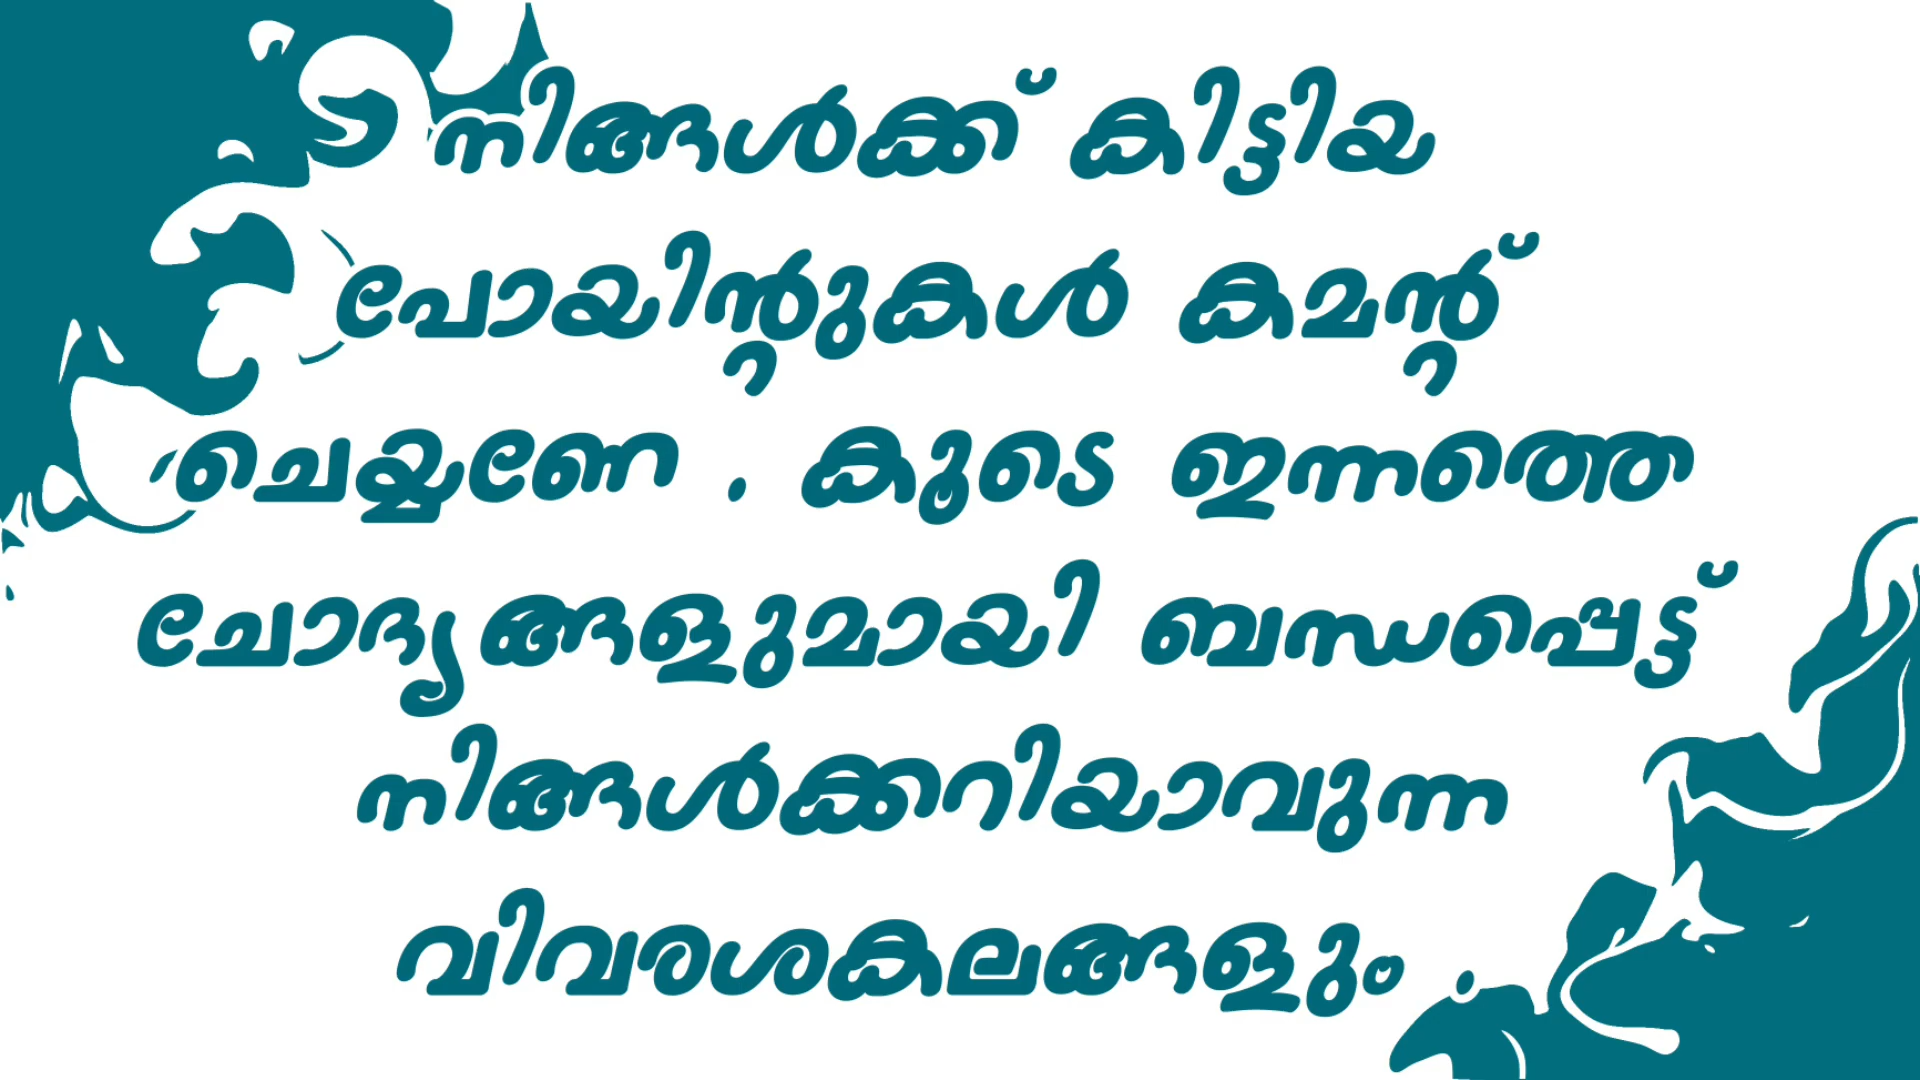 നിങ്ങൾക്ക് കിട്ടിയ
പോയിന്റുകൾ കമന്റ്
ചെയ്യണേ . കൂടെ ഇന്നത്തെ
ചോദ്യങ്ങളുമായി ബന്ധപ്പെട്ട്
നിങ്ങൾക്കറിയാവുന്ന
വിവരശകലങ്ങളും .